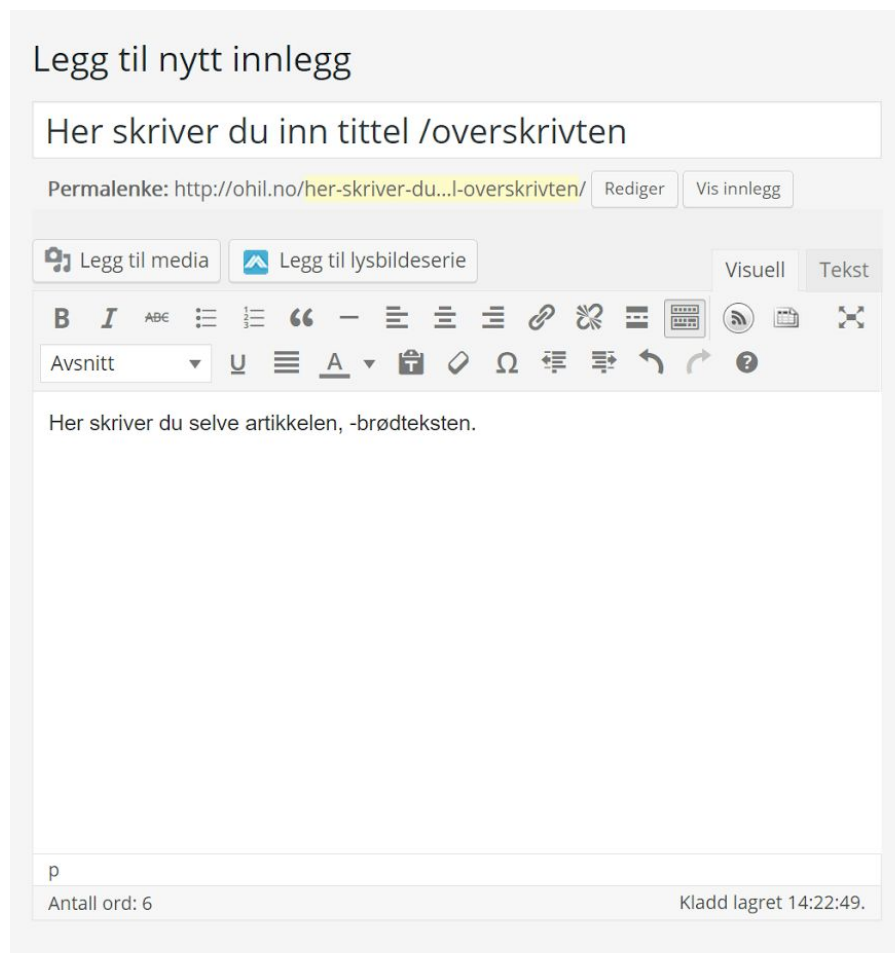 Legg til nytt innlegg
Her skriver du inn tittel /overskrivten
Permalenke: http://ohil.no/her-skriver-du...l-overskrivten/ Rediger Vis innlegg
Legg til media Legg til lysbildeserie Visuell Tekst
B I ABC
Avsnitt U A T Ω
Her skriver du selve artikkelen, -brødteksten.
p
Antall ord: 6 Kladd lagret 14:22:49.